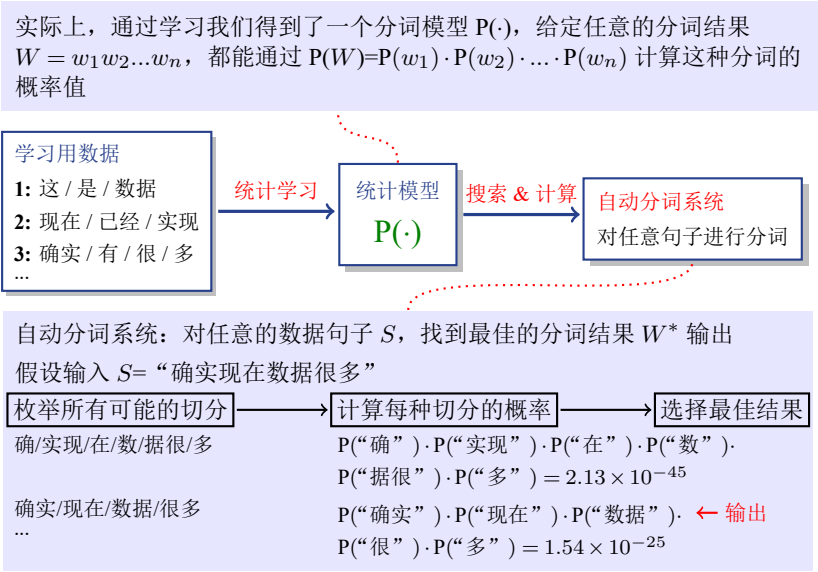 实际上，通过学习我们得到了一个分词模型 P(·)，给定任意的分词结果
W = w₁w₂...wₙ，都能通过 P(W)=P(w₁)·P(w₂)·...·P(wₙ) 计算这种分词的
概率值
学习用数据
1: 这 / 是 / 数据
2: 现在 / 已经 / 实现
3: 确实 / 有 / 很 / 多
...
统计学习
统计模型
P(·)
搜索 & 计算
自动分词系统
对任意句子进行分词
自动分词系统：对任意的数据句子 S，找到最佳的分词结果 W* 输出
假设输入 S=“确实现在数据很多”
枚举所有可能的切分
计算每种切分的概率
选择最佳结果
确/实现/在/数/据很/多
P(“确”)·P(“实现”)·P(“在”)·P(“数”)·
P(“据很”)·P(“多”) = 2.13 × 10⁻⁴⁵
确实/现在/数据/很多
...
P(“确实”)·P(“现在”)·P(“数据”)·
P(“很”)·P(“多”) = 1.54 × 10⁻²⁵
← 输出